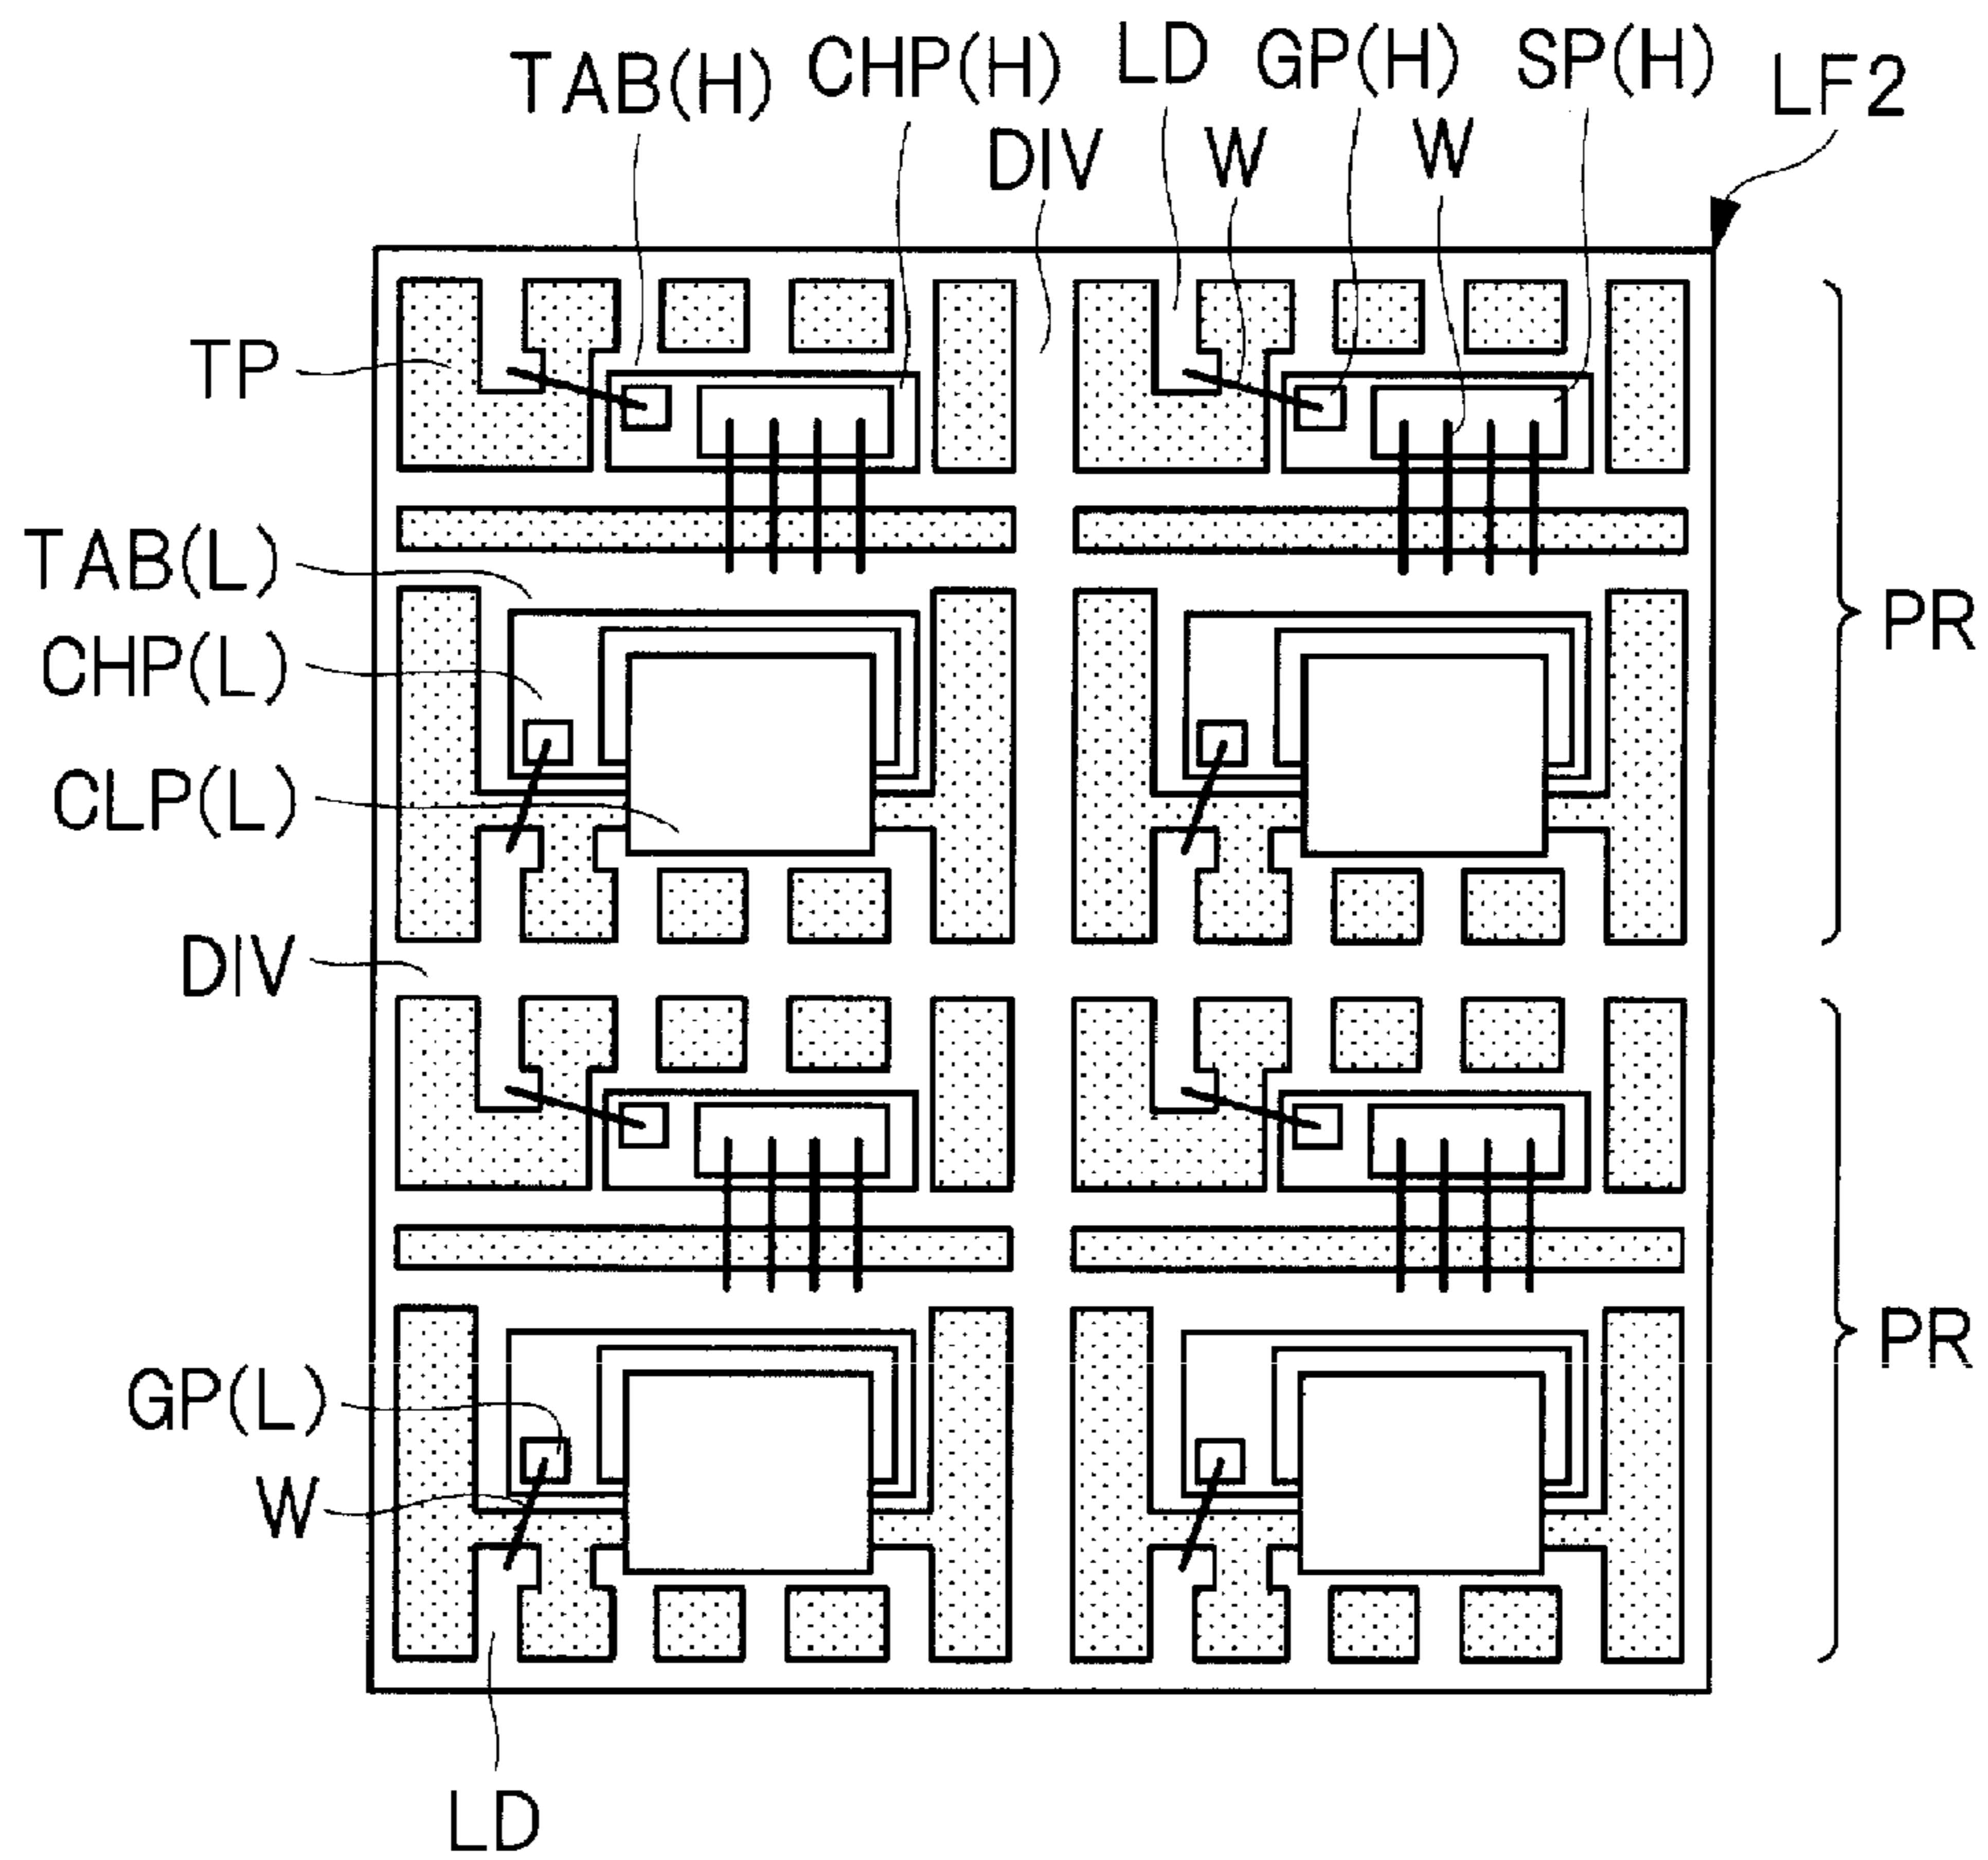 TAB(H) CHP(H) LD GP(H) SP(H) LF2
DIV W W
TP
TAB(L)
PR
CHP(L)
CLP(L)
DIV
PR
GP(L)
W
LD